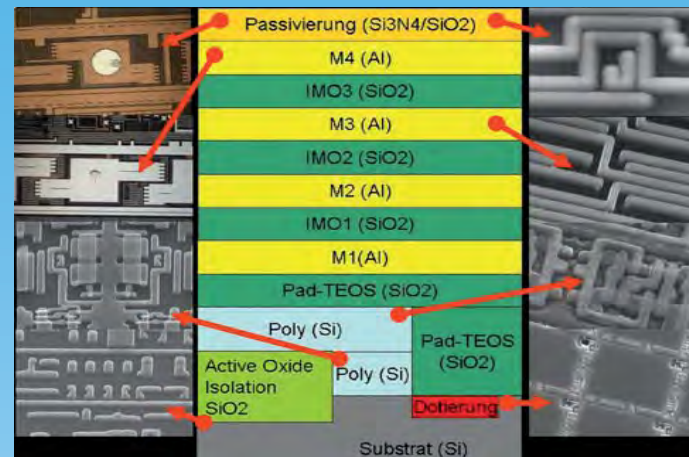 Passivierung (Si3N4/SiO2)
M4 (Al)
IMO3 (SiO2)
M3 (Al)
IMO2 (SiO2)
M2 (Al)
IMO1 (SiO2)
M1(Al)
Pad-TEOS (SiO2)
Poly (Si)
Pad-TEOS
(SiO2)
Active Oxide
Isolation
SiO2
Poly (Si)
Dotierung
Substrat (Si)